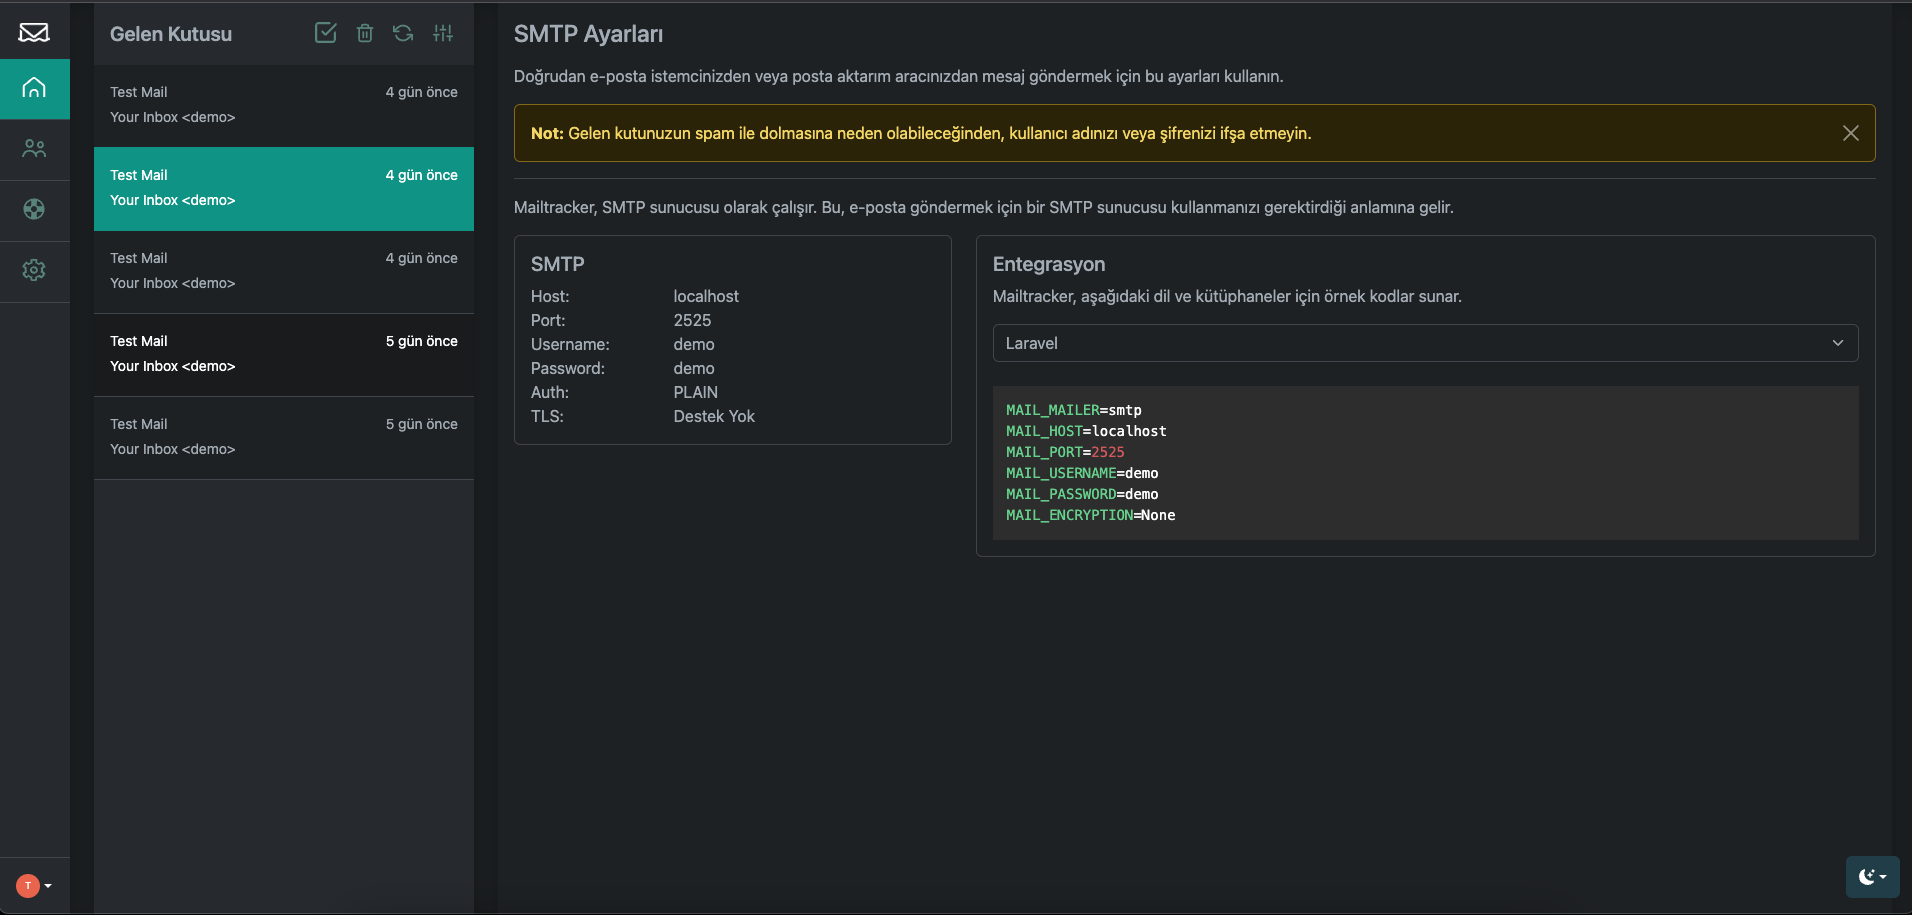 Gelen Kutusu
Test Mail 4 gün önce
Your Inbox <demo>
Test Mail 4 gün önce
Your Inbox <demo>
Test Mail 4 gün önce
Your Inbox <demo>
Test Mail 5 gün önce
Your Inbox <demo>
Test Mail 5 gün önce
Your Inbox <demo>
T
SMTP Ayarları
Doğrudan e-posta istemcinizden veya posta aktarım aracınızdan mesaj göndermek için bu ayarları kullanın.
Not: Gelen kutunuzun spam ile dolmasına neden olabileceğinden, kullanıcı adınızı veya şifrenizi ifşa etmeyin.
Mailtracker, SMTP sunucusu olarak çalışır. Bu, e-posta göndermek için bir SMTP sunucusu kullanmanızı gerektirdiği anlamına gelir.
SMTP
Host: localhost
Port: 2525
Username: demo
Password: demo
Auth: PLAIN
TLS: Destek Yok
Entegrasyon
Mailtracker, aşağıdaki dil ve kütüphaneler için örnek kodlar sunar.
Laravel
MAIL_MAILER=smtp
MAIL_HOST=localhost
MAIL_PORT=2525
MAIL_USERNAME=demo
MAIL_PASSWORD=demo
MAIL_ENCRYPTION=None